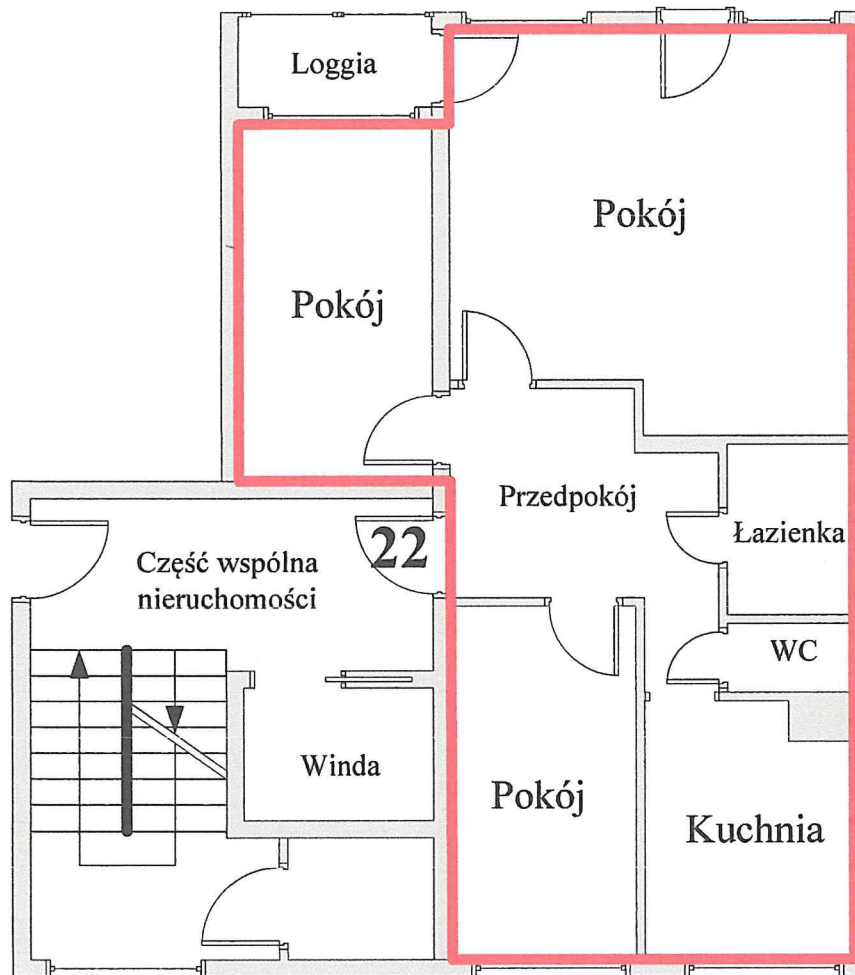 Loggia
Pokój
Pokój
Przedpokój
Łazienka
22
Część wspólna
nieruchomości
WC
Winda
Pokój
Kuchnia